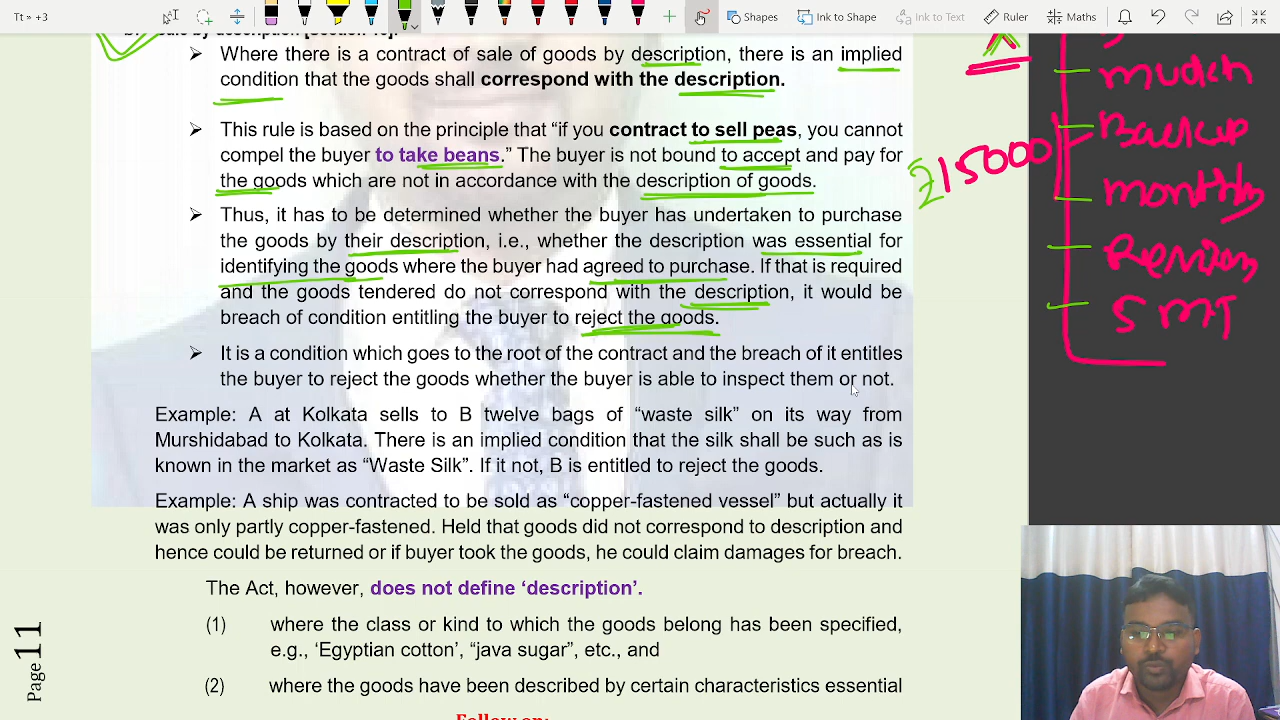 Tt > +3
Shapes
Ink to Shape
Ink to Text
Ruler
Maths
Where there is a contract of sale of goods by description, there is an implied
condition that the goods shall correspond with the description.
This rule is based on the principle that “if you contract to sell peas, you cannot
compel the buyer to take beans.” The buyer is not bound to accept and pay for
the goods which are not in accordance with the description of goods.
Thus, it has to be determined whether the buyer has undertaken to purchase
the goods by their description, i.e., whether the description was essential for
identifying the goods where the buyer had agreed to purchase. If that is required
and the goods tendered do not correspond with the description, it would be
breach of condition entitling the buyer to reject the goods.
It is a condition which goes to the root of the contract and the breach of it entitles
the buyer to reject the goods whether the buyer is able to inspect them or not.
Example: A at Kolkata sells to B twelve bags of “waste silk” on its way from
Murshidabad to Kolkata. There is an implied condition that the silk shall be such as is
known in the market as “Waste Silk”. If it not, B is entitled to reject the goods.
Example: A ship was contracted to be sold as “copper-fastened vessel” but actually it
was only partly copper-fastened. Held that goods did not correspond to description and
hence could be returned or if buyer took the goods, he could claim damages for breach.
The Act, however, does not define ‘description’.
(1) where the class or kind to which the goods belong has been specified,
e.g., ‘Egyptian cotton’, “java sugar”, etc., and
(2) where the goods have been described by certain characteristics essential
Page 11
15000
Backup
monthly
SMT